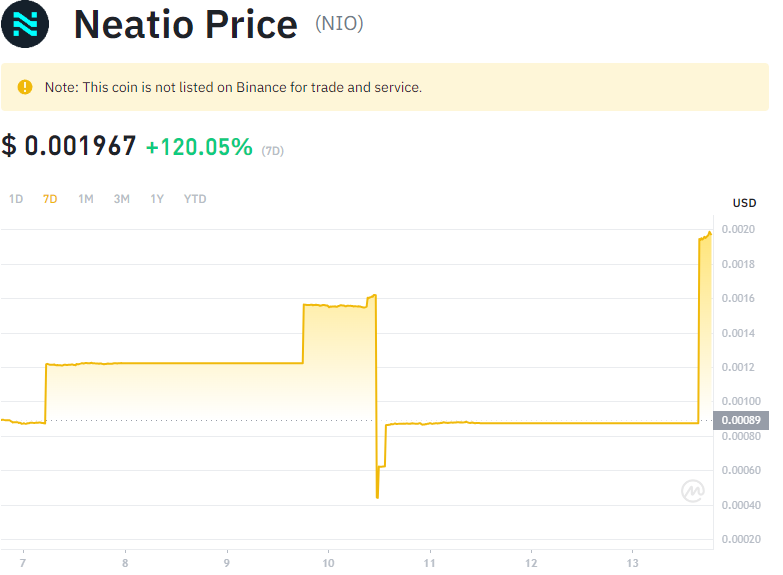 Neatio Price (NIO)
Note: This coin is not listed on Binance for trade and service.
$ 0.001967 +120.05% (7D)
1D 7D 1M 3M 1Y YTD
USD
0.0020
0.0018
0.0016
0.0014
0.0012
0.00100
0.00089
0.00080
0.00060
0.00040
0.00020
7 8 9 10 11 12 13